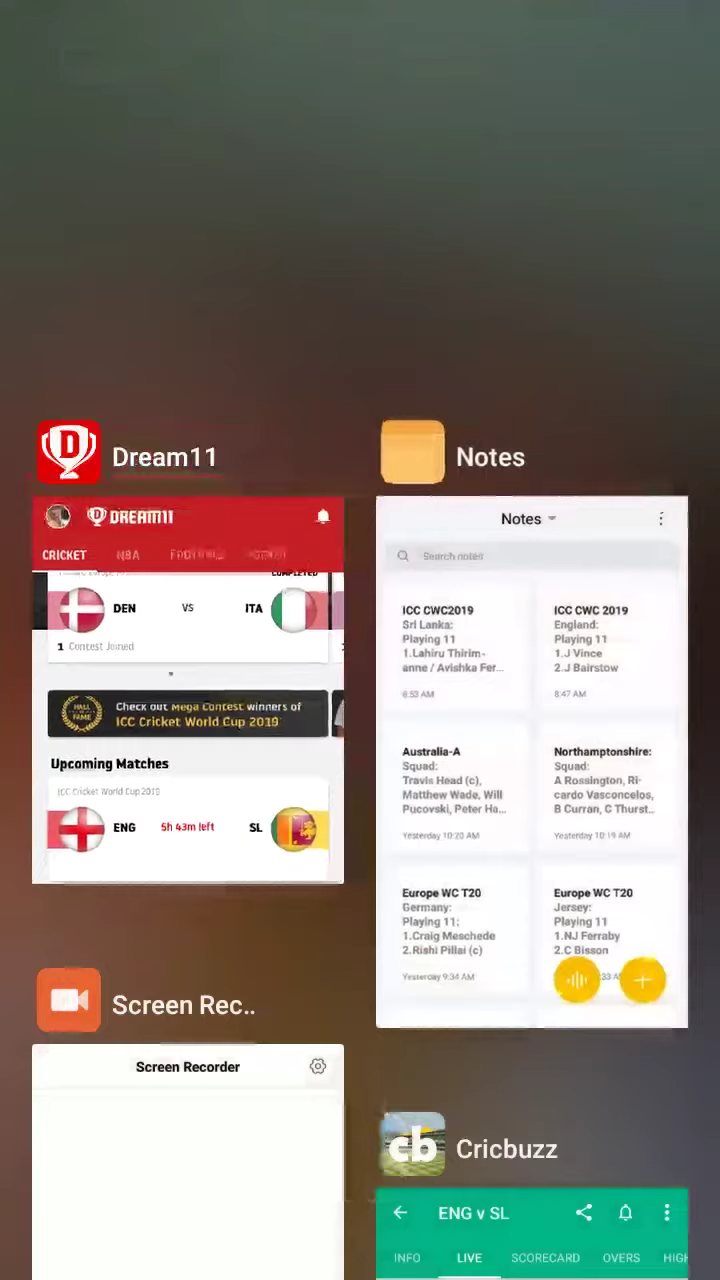 Dream11
DREAM11
CRICKET NBA
COMPLETED
DEN VS ITA
1 Contest Joined
HALL
FAME
Check out Mega Contest winners of
ICC Cricket World Cup 2019
Upcoming Matches
ICC Cricket World Cup 2019
ENG 5h 43m left SL
Notes
Notes
Search notes
ICC CWC2019
Sri Lanka:
Playing 11
1.Lahiru Thirim-
anne / Avishka Fer...
8:53 AM
ICC CWC 2019
England:
Playing 11
1.J Vince
2.J Bairstow
8:47 AM
Australia-A
Squad:
Travis Head (c),
Matthew Wade, Will
Pucovski, Peter Ha...
Yesterday 10:20 AM
Northamptonshire:
Squad:
A Rossington, Ri-
cardo Vasconcelos,
B Curran, C Thurst..
Yesterday 10:19 AM
Europe WC T20
Germany:
Playing 11;
1.Craig Meschede
2.Rishi Pillai (c)
Yesterday 9:34 AM
Europe WC T20
Jersey:
Playing 11
1.NJ Ferraby
2.C Bisson
Screen Rec..
Screen Recorder
cb
Cricbuzz
ENG v SL
INFO LIVE SCORECARD OVERS HIGH